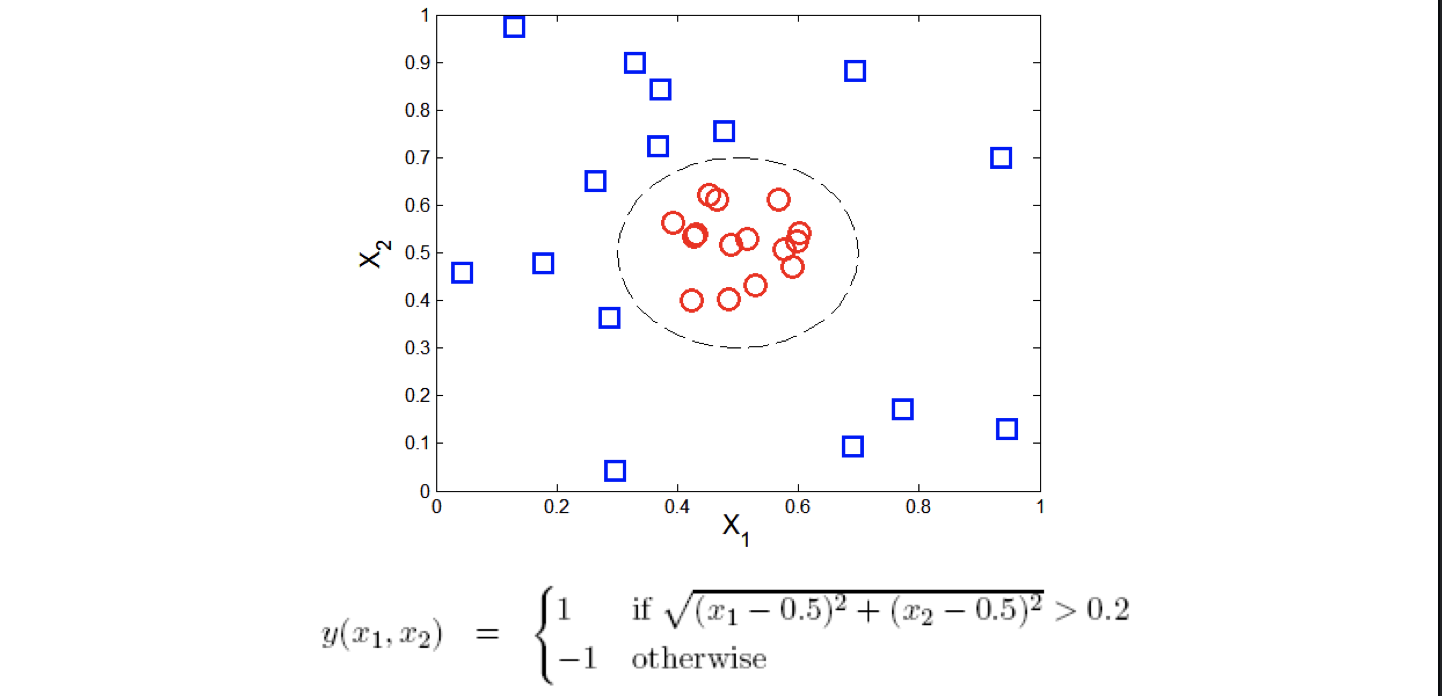 1
0.9
0.8
0.7
0.6
0.5
0.4
0.3
0.2
0.1
0
X₂
0 0.2 0.4 0.6 0.8 1
X₁
y(x₁, x₂) = { 1 if √(x₁ − 0.5)² + (x₂ − 0.5)² > 0.2
−1 otherwise